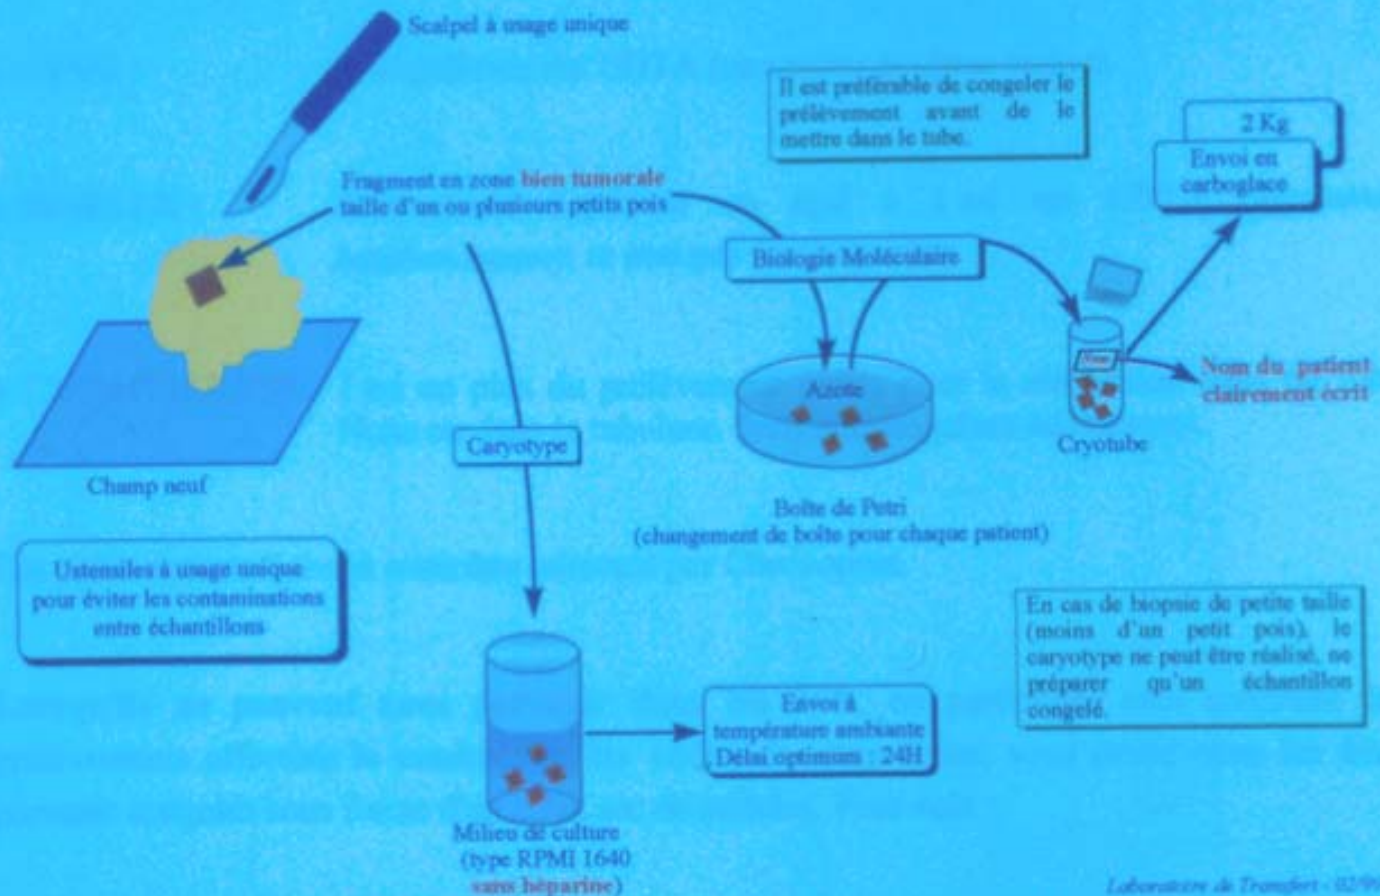 Scalpel à usage unique
Il est préférable de congeler le
prélèvement avant de le
mettre dans le tube.
2 Kg
Envoi en
carboglace
Fragment en zone bien tumorale
taille d'un ou plusieurs petits pois
Biologie Moléculaire
Azote
Nom du patient
clairement écrit
Cryotube
Caryotype
Champ neuf
Boîte de Petri
(changement de boîte pour chaque patient)
Ustensiles à usage unique
pour éviter les contaminations
entre échantillons
En cas de biopsie de petite taille
(moins d'un petit pois), le
caryotype ne peut être réalisé, ne
préparer qu'un échantillon
congelé.
Envoi à
température ambiante
Délai optimum : 24H
Milieu de culture
(type RPMI 1640
sans héparine)
Laboratoire de Transfert